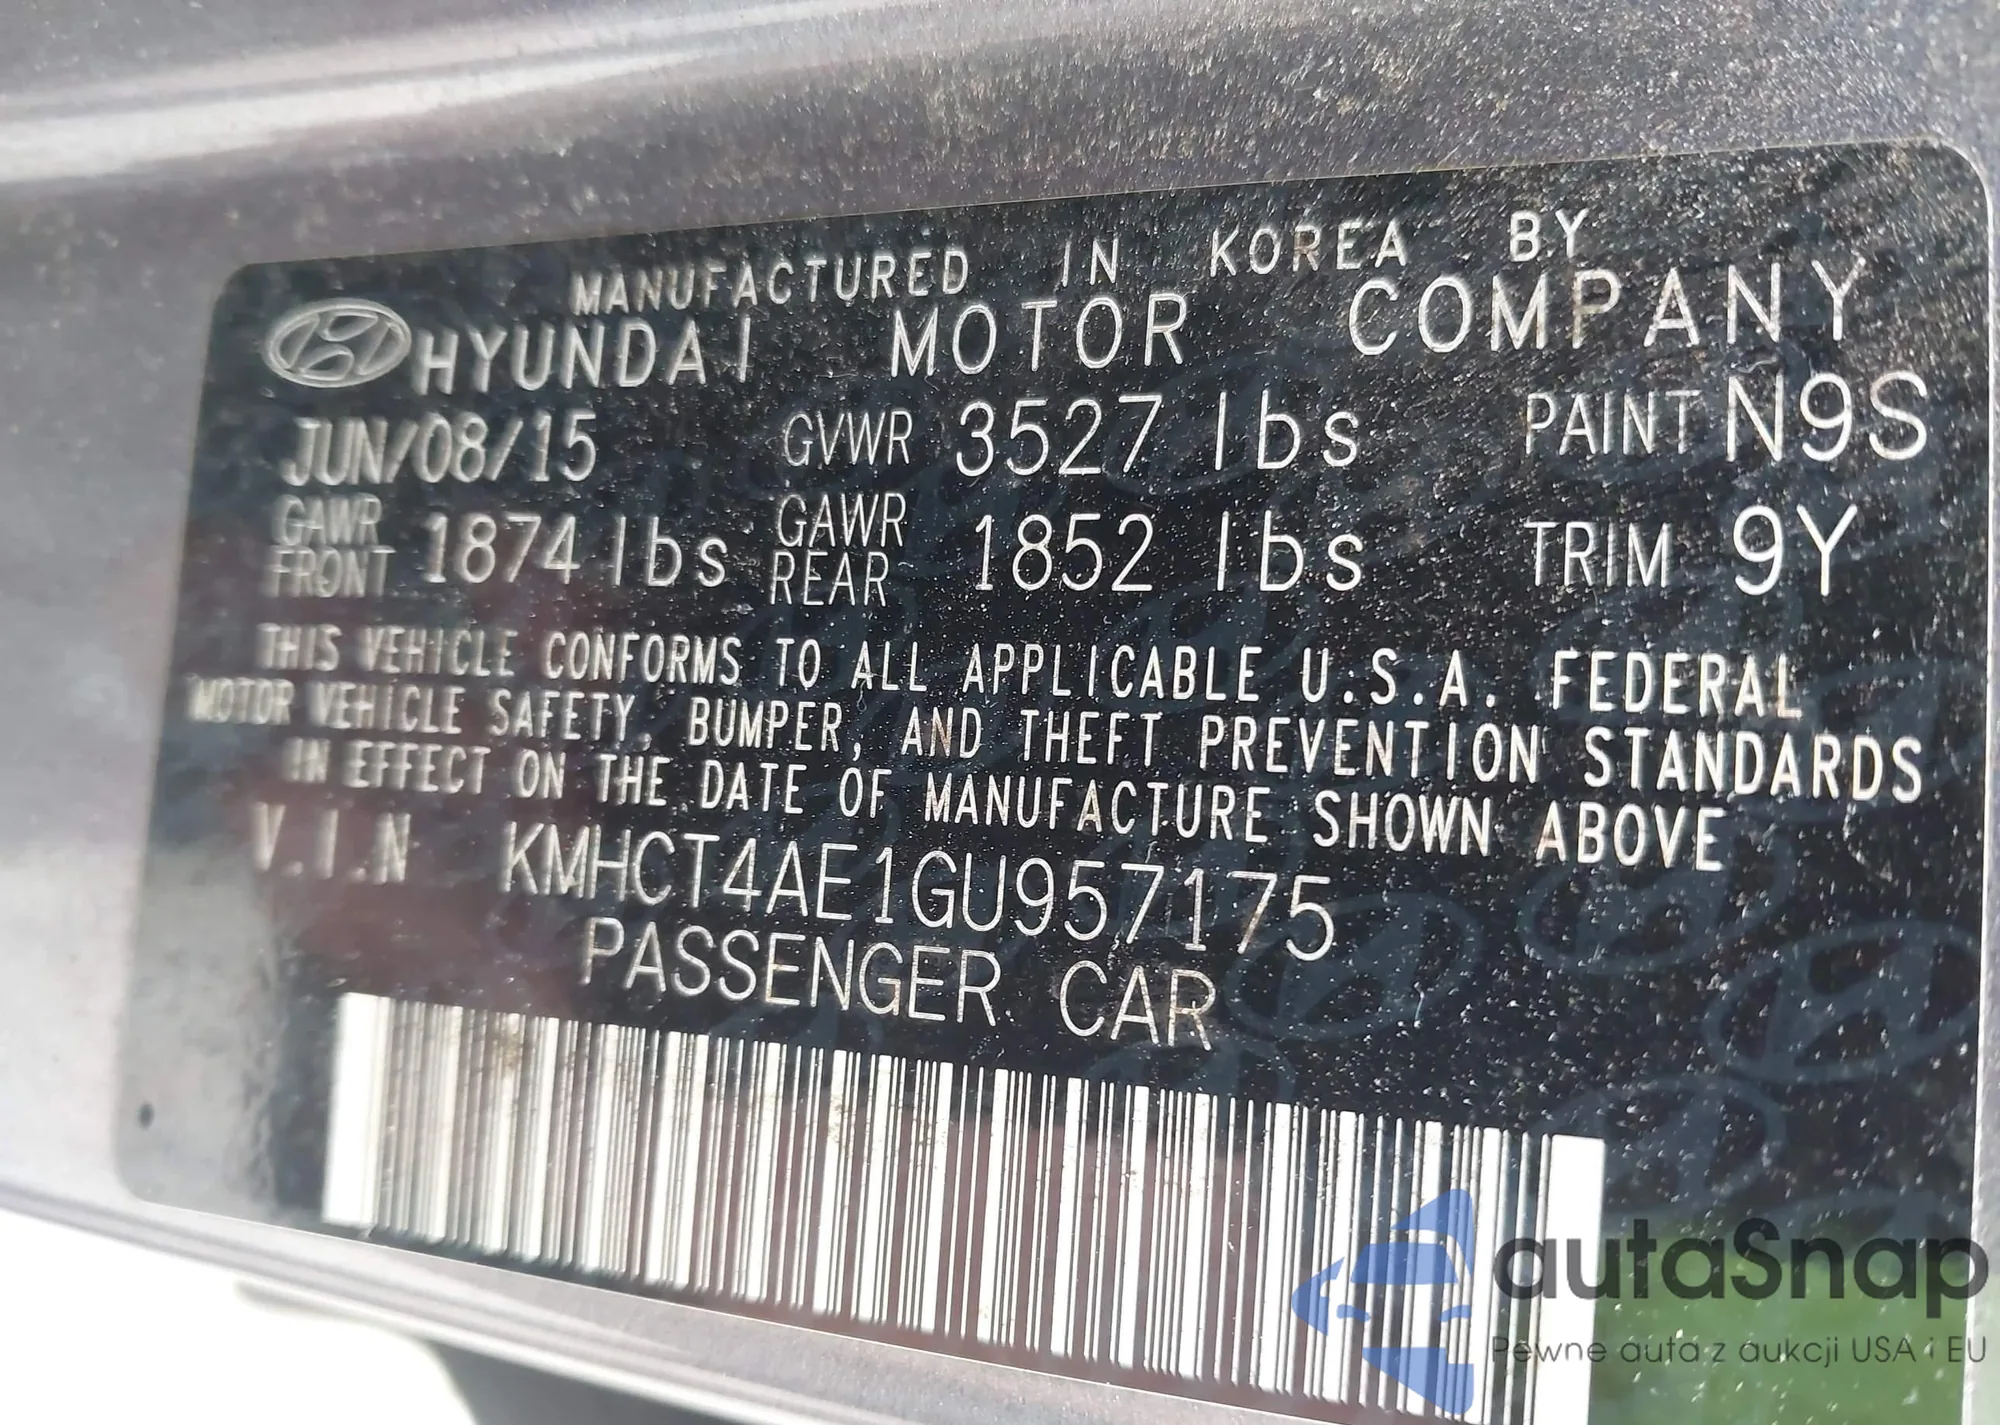 MANUFACTURED IN KOREA BY
HYUNDAI MOTOR COMPANY
JUN/08/15 GVWR 3527 lbs PAINT N9S
GAWR FRONT 1874 lbs GAWR REAR 1852 lbs TRIM 9Y
THIS VEHICLE CONFORMS TO ALL APPLICABLE U.S.A. FEDERAL
MOTOR VEHICLE SAFETY, BUMPER, AND THEFT PREVENTION STANDARDS
IN EFFECT ON THE DATE OF MANUFACTURE SHOWN ABOVE
V.I.N KMHCT4AE1GU957175
PASSENGER CAR
autaSnap
Pewne auta z aukcji USA i EU